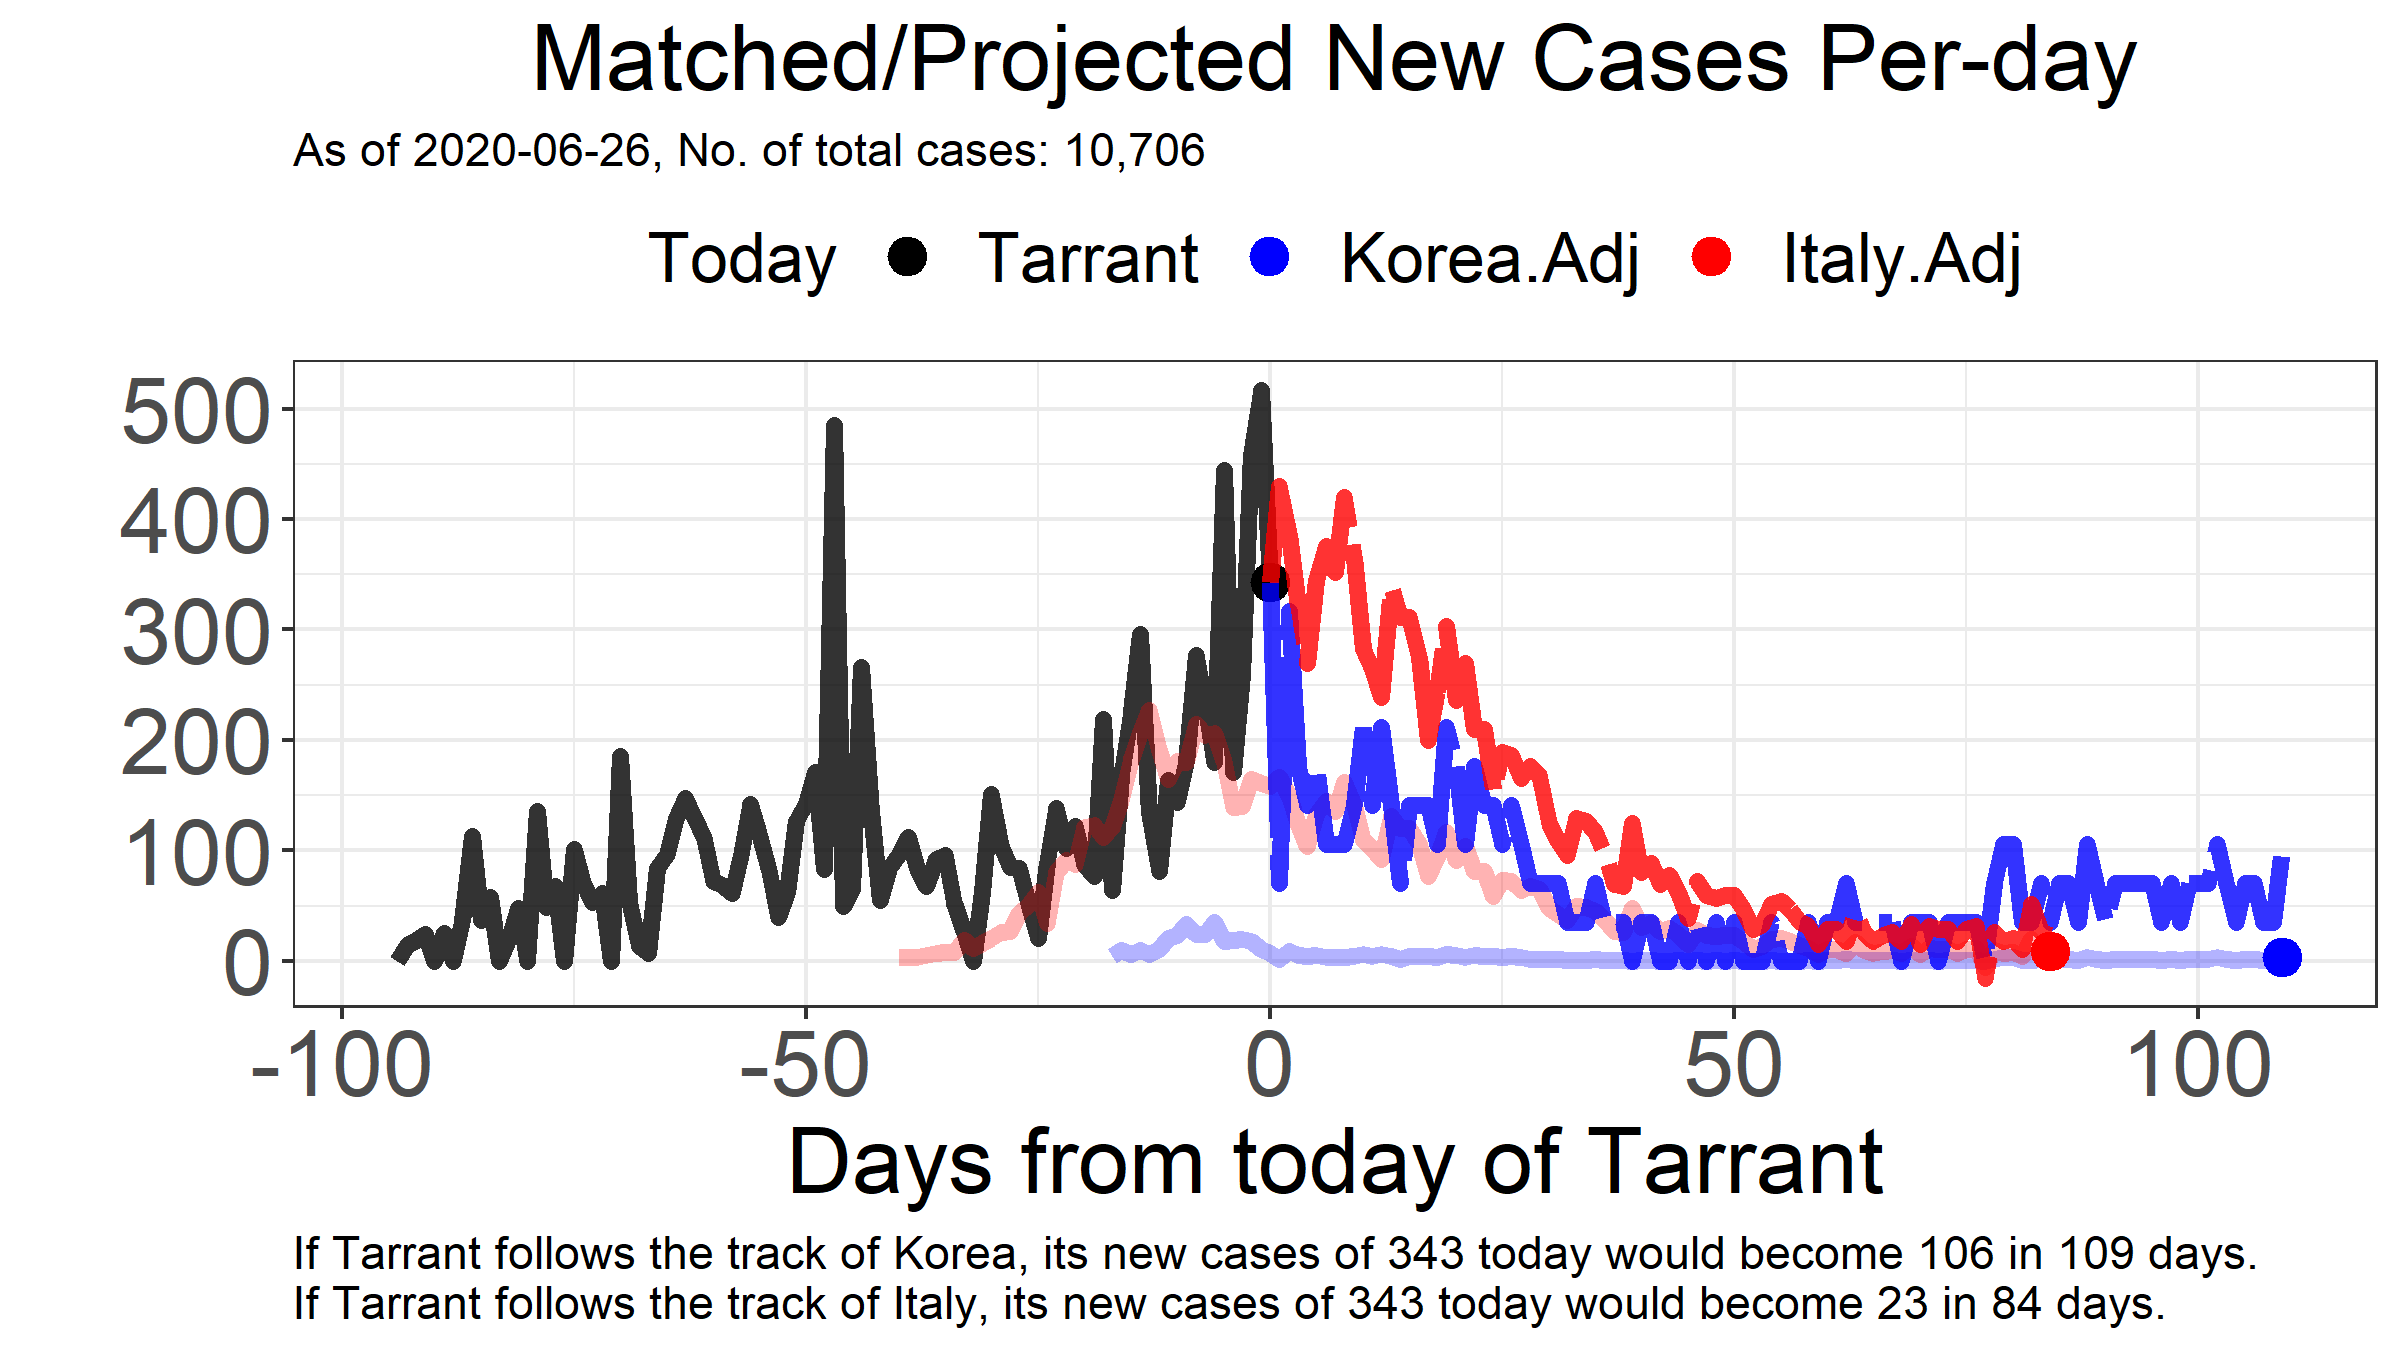 Matched/Projected New Cases Per-day
As of 2020-06-26, No. of total cases: 10,706
Today Tarrant Korea.Adj Italy.Adj
500
400
300
200
100
0
-100 -50 0 50 100
Days from today of Tarrant
If Tarrant follows the track of Korea, its new cases of 343 today would become 106 in 109 days.
If Tarrant follows the track of Italy, its new cases of 343 today would become 23 in 84 days.